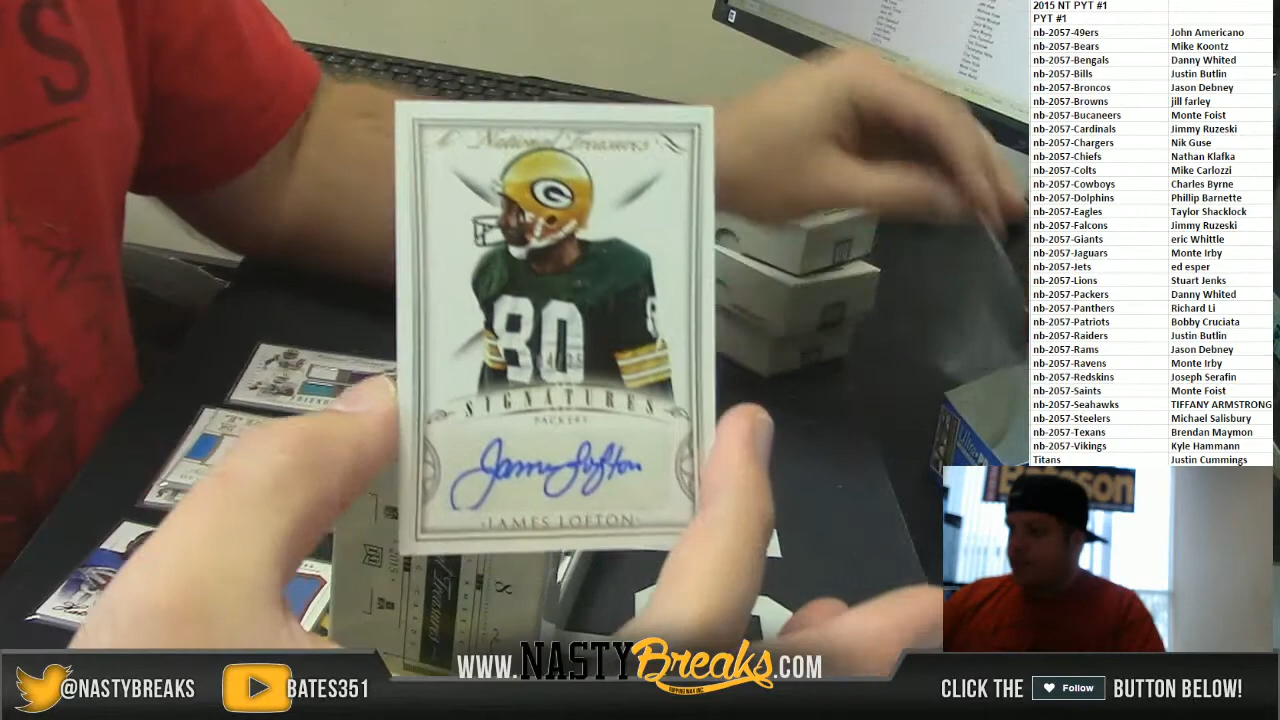 National Treasures
80
SIGNATURES
PACKERS
James Lofton
JAMES LOFTON
2015 NT PYT #1
PYT #1
nb-2057-49ers John Americano
nb-2057-Bears Mike Koontz
nb-2057-Bengals Danny Whited
nb-2057-Bills Justin Butlin
nb-2057-Broncos Jason Debney
nb-2057-Browns jill farley
nb-2057-Bucaneers Monte Foist
nb-2057-Cardinals Jimmy Ruzeski
nb-2057-Chargers Nik Guse
nb-2057-Chiefs Nathan Klafka
nb-2057-Colts Mike Carlozzi
nb-2057-Cowboys Charles Byrne
nb-2057-Dolphins Phillip Barnette
nb-2057-Eagles Taylor Shacklock
nb-2057-Falcons Jimmy Ruzeski
nb-2057-Giants eric Whittle
nb-2057-Jaguars Monte Irby
nb-2057-Jets ed esper
nb-2057-Lions Stuart Jenks
nb-2057-Packers Danny Whited
nb-2057-Panthers Richard Li
nb-2057-Patriots Bobby Cruciata
nb-2057-Raiders Justin Butlin
nb-2057-Rams Jason Debney
nb-2057-Ravens Monte Irby
nb-2057-Redskins Joseph Serafin
nb-2057-Saints Monte Foist
nb-2057-Seahawks TIFFANY ARMSTRONG
nb-2057-Steelers Michael Salisbury
nb-2057-Texans Brendan Maymon
nb-2057-Vikings Kyle Hammann
Titans Justin Cummings
@NASTYBREAKS
BATES351
WWW.NASTYBreaks.COM
RIPPING WAX INC.
CLICK THE Follow BUTTON BELOW!